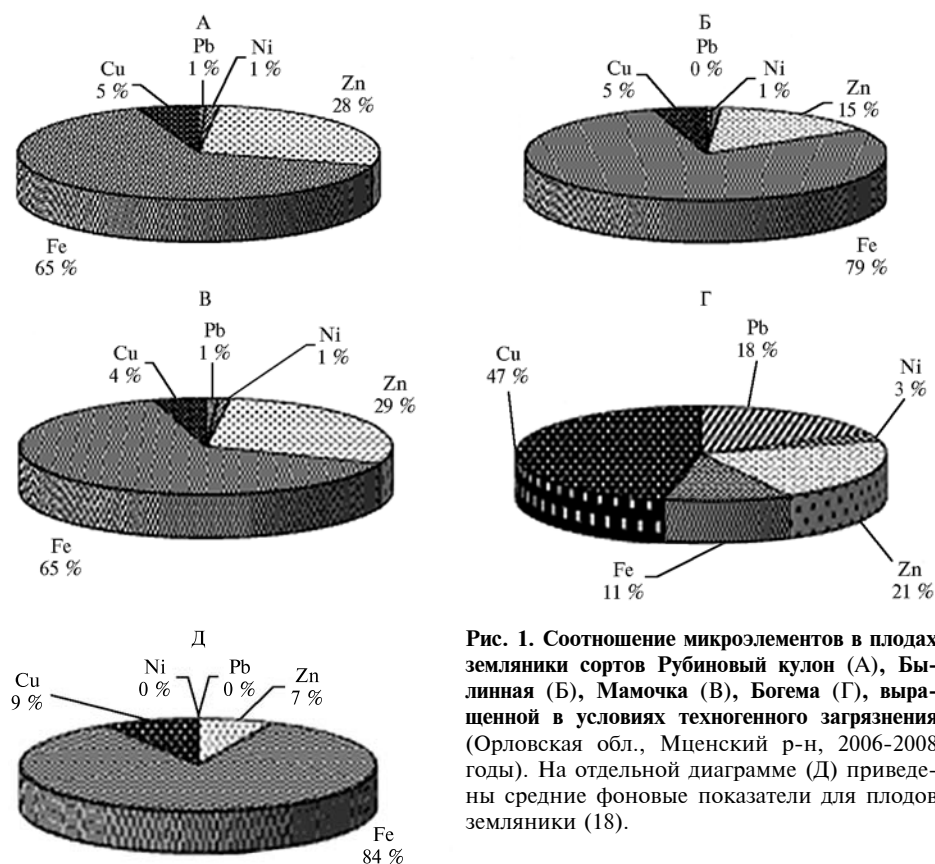 А
Pb
1 %
Ni
1 %
Cu
5 %
Zn
28 %
Fe
65 %
Б
Pb
0 %
Ni
1 %
Cu
5 %
Zn
15 %
Fe
79 %
В
Pb
1 %
Ni
1 %
Cu
4 %
Zn
29 %
Fe
65 %
Г
Cu
47 %
Pb
18 %
Ni
3 %
Fe
11 %
Zn
21 %
Д
Cu
9 %
Ni
0 %
Pb
0 %
Zn
7 %
Fe
84 %
Рис. 1. Соотношение микроэлементов в плодах
земляники сортов Рубиновый кулон (А), Бы-
линная (Б), Мамочка (В), Богема (Г), выра-
щенной в условиях техногенного загрязнения
(Орловская обл., Мценский р-н, 2006-2008
годы). На отдельной диаграмме (Д) приведе-
ны средние фоновые показатели для плодов
земляники (18).